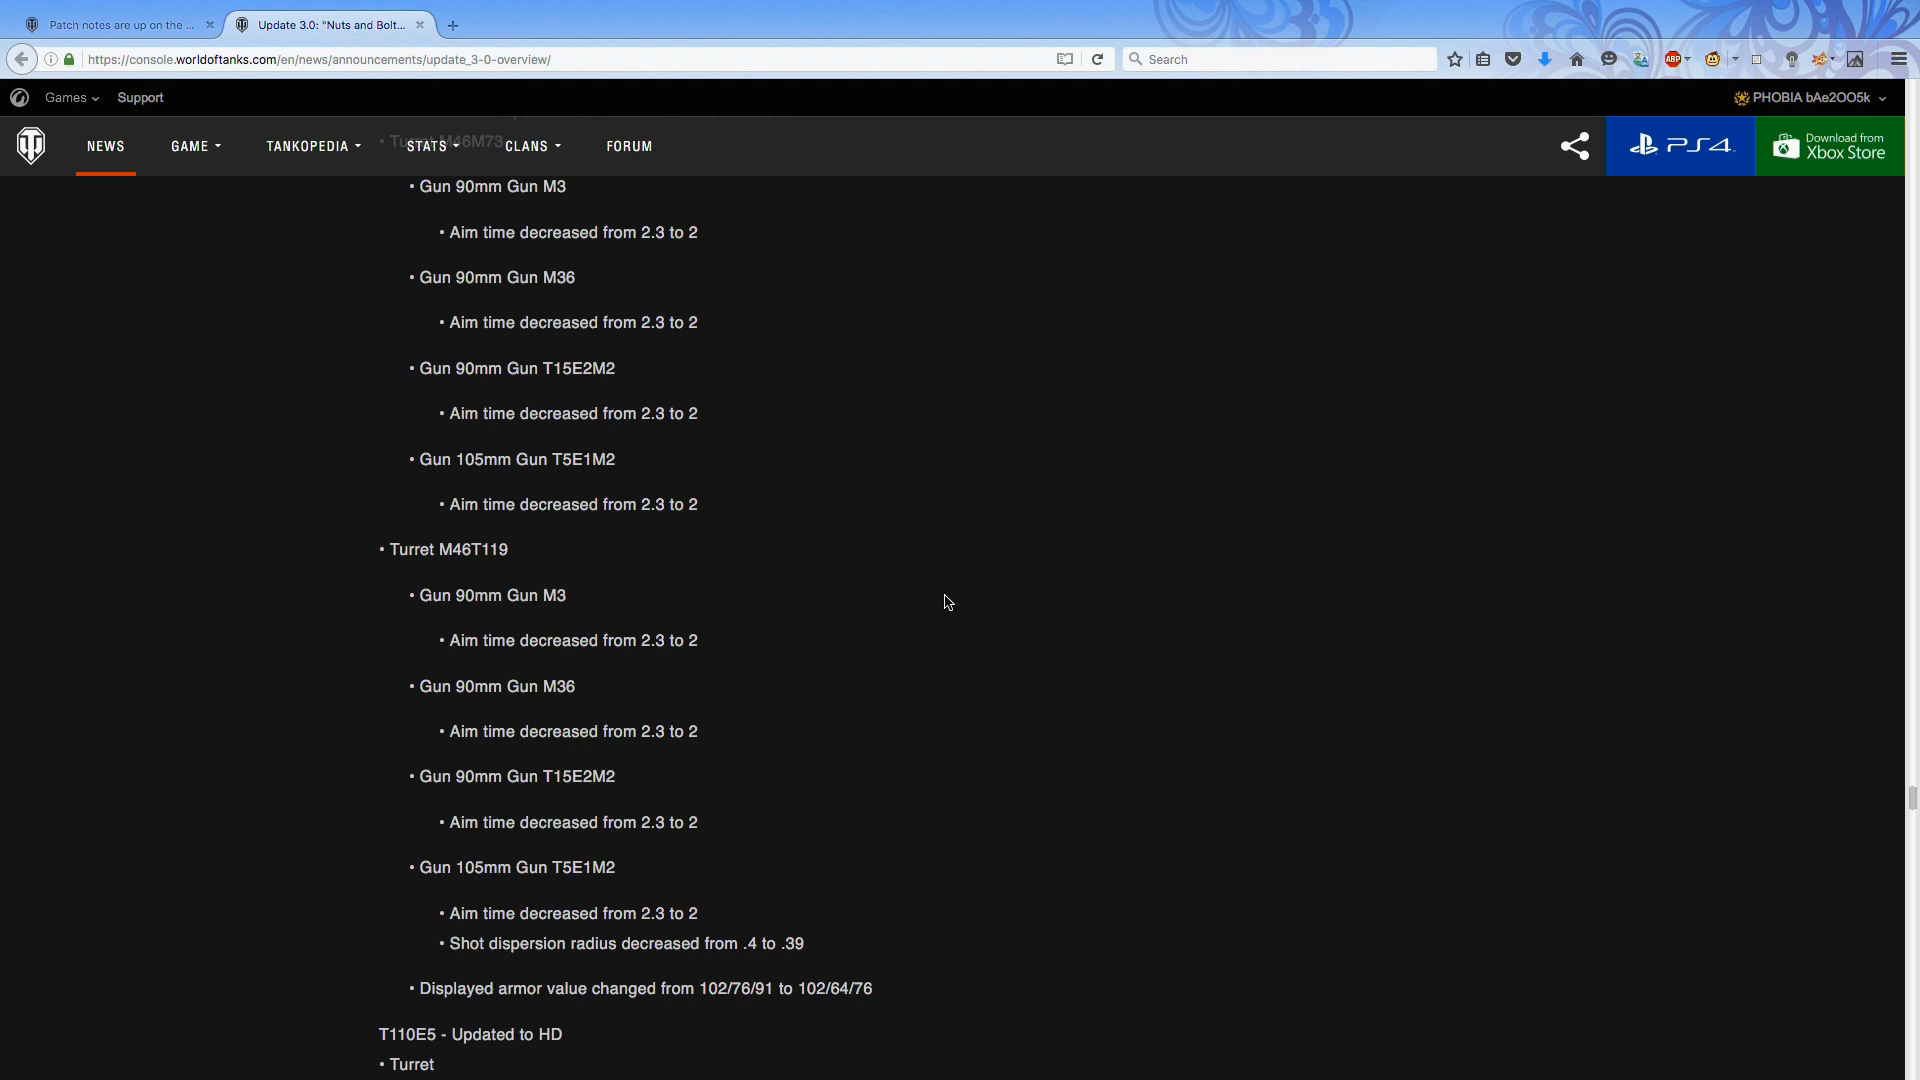 Patch notes are up on the ...
Update 3.0: "Nuts and Bolt...
https://console.worldoftanks.com/en/news/announcements/update_3-0-overview/
Search
ABP
Games
Support
PHOBIA bAe2OO5k
NEWS
GAME
TANKOPEDIA
STATS
CLANS
FORUM
PS4
Download from
Xbox Store
• Turret M46M73
• Gun 90mm Gun M3
• Aim time decreased from 2.3 to 2
• Gun 90mm Gun M36
• Aim time decreased from 2.3 to 2
• Gun 90mm Gun T15E2M2
• Aim time decreased from 2.3 to 2
• Gun 105mm Gun T5E1M2
• Aim time decreased from 2.3 to 2
• Turret M46T119
• Gun 90mm Gun M3
• Aim time decreased from 2.3 to 2
• Gun 90mm Gun M36
• Aim time decreased from 2.3 to 2
• Gun 90mm Gun T15E2M2
• Aim time decreased from 2.3 to 2
• Gun 105mm Gun T5E1M2
• Aim time decreased from 2.3 to 2
• Shot dispersion radius decreased from .4 to .39
• Displayed armor value changed from 102/76/91 to 102/64/76
T110E5 - Updated to HD
• Turret